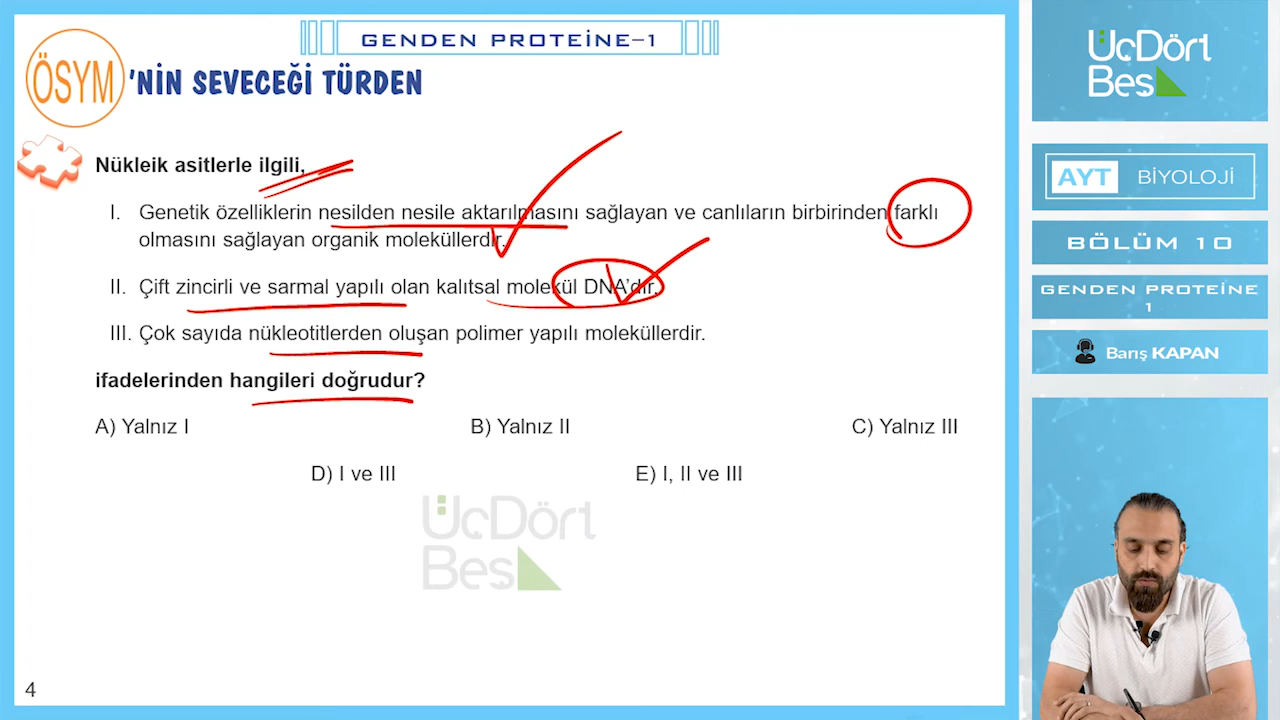 GENDEN PROTEİNE-1
ÖSYM'NİN SEVECEĞİ TÜRDEN
Nükleik asitlerle ilgili,
I. Genetik özelliklerin nesilden nesile aktarılmasını sağlayan ve canlıların birbirinden farklı
olmasını sağlayan organik moleküllerdir.
II. Çift zincirli ve sarmal yapılı olan kalıtsal molekül DNA'dır.
III. Çok sayıda nükleotitlerden oluşan polimer yapılı moleküllerdir.
ifadelerinden hangileri doğrudur?
A) Yalnız I B) Yalnız II C) Yalnız III
D) I ve III E) I, II ve III
ÜçDört
Beş
4
ÜçDört
Beş
AYT BİYOLOJİ
BÖLÜM 10
GENDEN PROTEİNE
1
Barış KAPAN